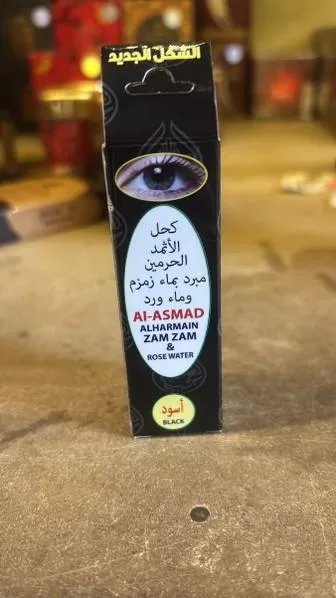 الشكل الجديد
كحل
الأثمد
الحرمين
مبرد بماء زمزم
وماء ورد
Al-ASMAD
ALHARMAIN
ZAM ZAM
&
ROSE WATER
أسود
BLACK